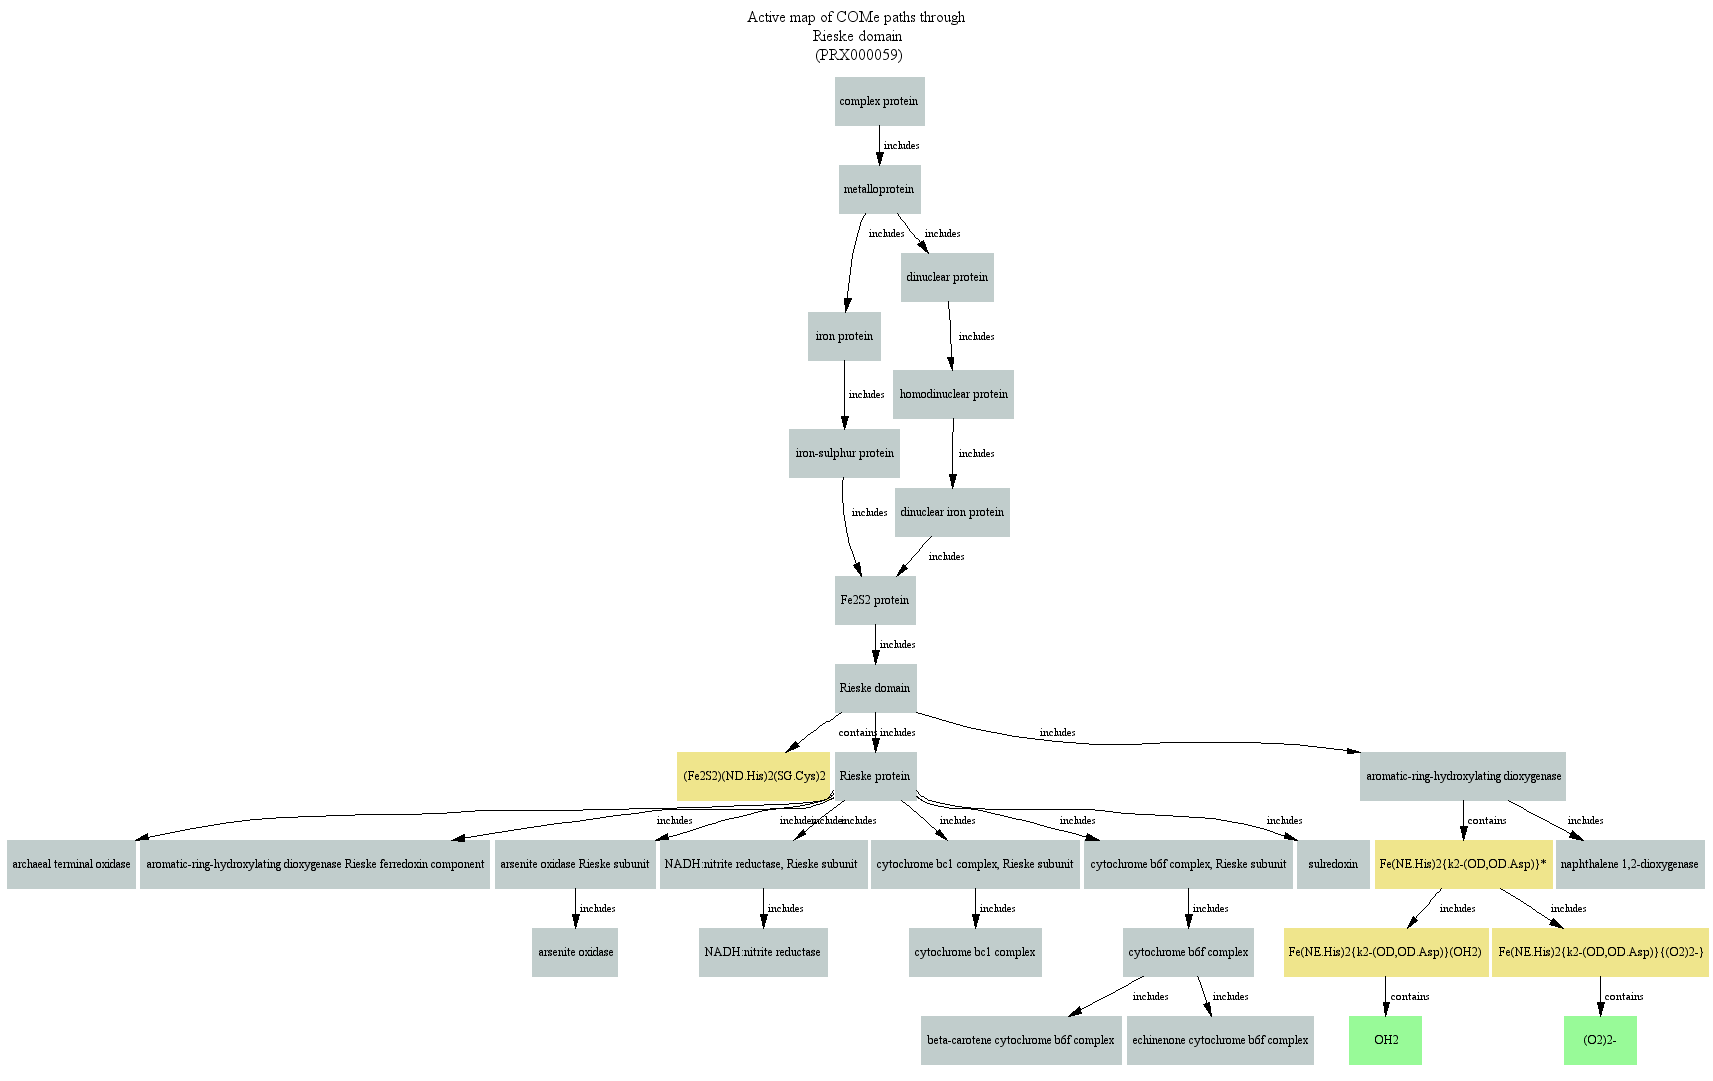 Active map of COMe paths through
Rieske domain
(PRX000059)
complex protein
includes
metalloprotein
includes
includes
dinuclear protein
iron protein
includes
includes
homodinuclear protein
iron-sulphur protein
includes
includes
dinuclear iron protein
includes
Fe2S2 protein
includes
Rieske domain
contains
includes
includes
(Fe2S2)(ND.His)2(SG.Cys)2
Rieske protein
aromatic-ring-hydroxylating dioxygenase
includes
includes
includes
includes
includes
includes
includes
contains
includes
archaeal terminal oxidase
aromatic-ring-hydroxylating dioxygenase Rieske ferredoxin component
arsenite oxidase Rieske subunit
NADH:nitrite reductase, Rieske subunit
cytochrome bc1 complex, Rieske subunit
cytochrome b6f complex, Rieske subunit
sulredoxin
Fe(NE.His)2{k2-(OD,OD.Asp)}*
naphthalene 1,2-dioxygenase
includes
includes
includes
includes
includes
includes
arsenite oxidase
NADH:nitrite reductase
cytochrome bc1 complex
cytochrome b6f complex
Fe(NE.His)2{k2-(OD,OD.Asp)}(OH2)
Fe(NE.His)2{k2-(OD,OD.Asp)}{(O2)2-}
includes
includes
contains
contains
beta-carotene cytochrome b6f complex
echinenone cytochrome b6f complex
OH2
(O2)2-